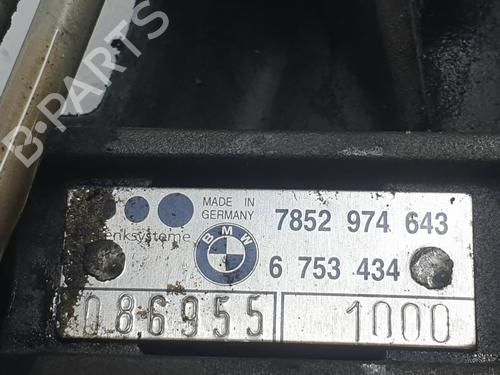 B-PARTS
MADE IN
GERMANY
7852 974 643
enksysteme
BMW
6 753 434
086955
1000